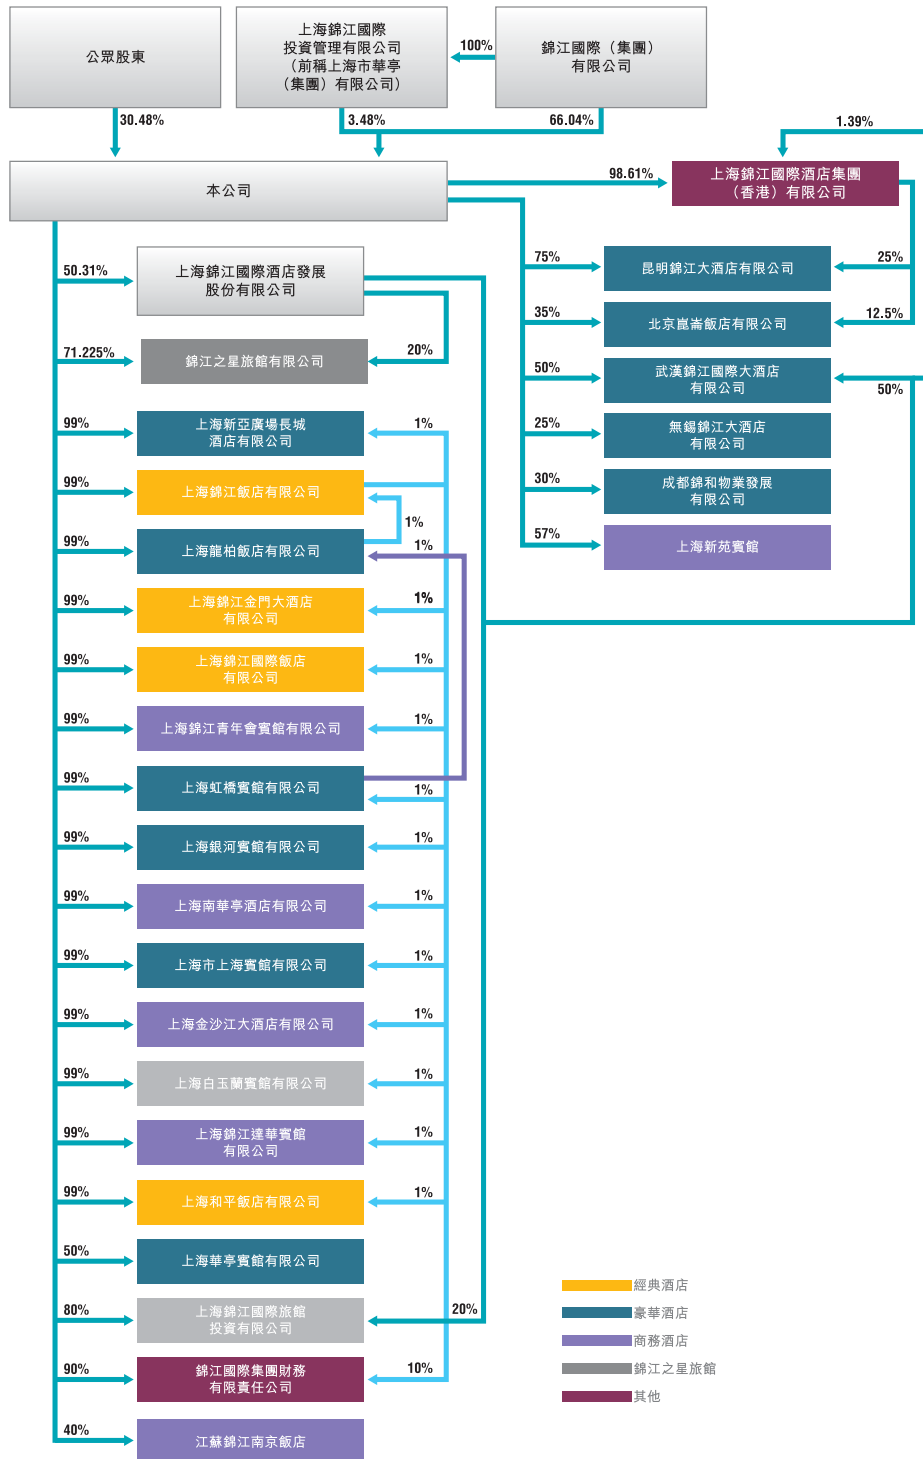 公眾股東
上海錦江國際
投資管理有限公司
（前稱上海市華亭
（集團）有限公司）
100%
錦江國際（集團）
有限公司
30.48%
3.48%
66.04%
1.39%
本公司
98.61%
上海錦江國際酒店集團
（香港）有限公司
50.31%
上海錦江國際酒店發展
股份有限公司
75%
昆明錦江大酒店有限公司
25%
35%
北京崑崙飯店有限公司
12.5%
71.225%
錦江之星旅館有限公司
20%
50%
武漢錦江國際大酒店
有限公司
50%
99%
上海新亞廣場長城
酒店有限公司
1%
25%
無錫錦江大酒店
有限公司
99%
上海錦江飯店有限公司
1%
30%
成都錦和物業發展
有限公司
99%
上海龍柏飯店有限公司
1%
57%
上海新苑賓館
99%
上海錦江金門大酒店
有限公司
1%
99%
上海錦江國際飯店
有限公司
1%
99%
上海錦江青年會賓館有限公司
1%
99%
上海虹橋賓館有限公司
1%
99%
上海銀河賓館有限公司
1%
99%
上海南華亭酒店有限公司
1%
99%
上海市上海賓館有限公司
1%
99%
上海金沙江大酒店有限公司
1%
99%
上海白玉蘭賓館有限公司
1%
99%
上海錦江達華賓館
有限公司
1%
99%
上海和平飯店有限公司
1%
50%
上海華亭賓館有限公司
80%
上海錦江國際旅館
投資有限公司
20%
90%
錦江國際集團財務
有限責任公司
10%
40%
江蘇錦江南京飯店
經典酒店
豪華酒店
商務酒店
錦江之星旅館
其他